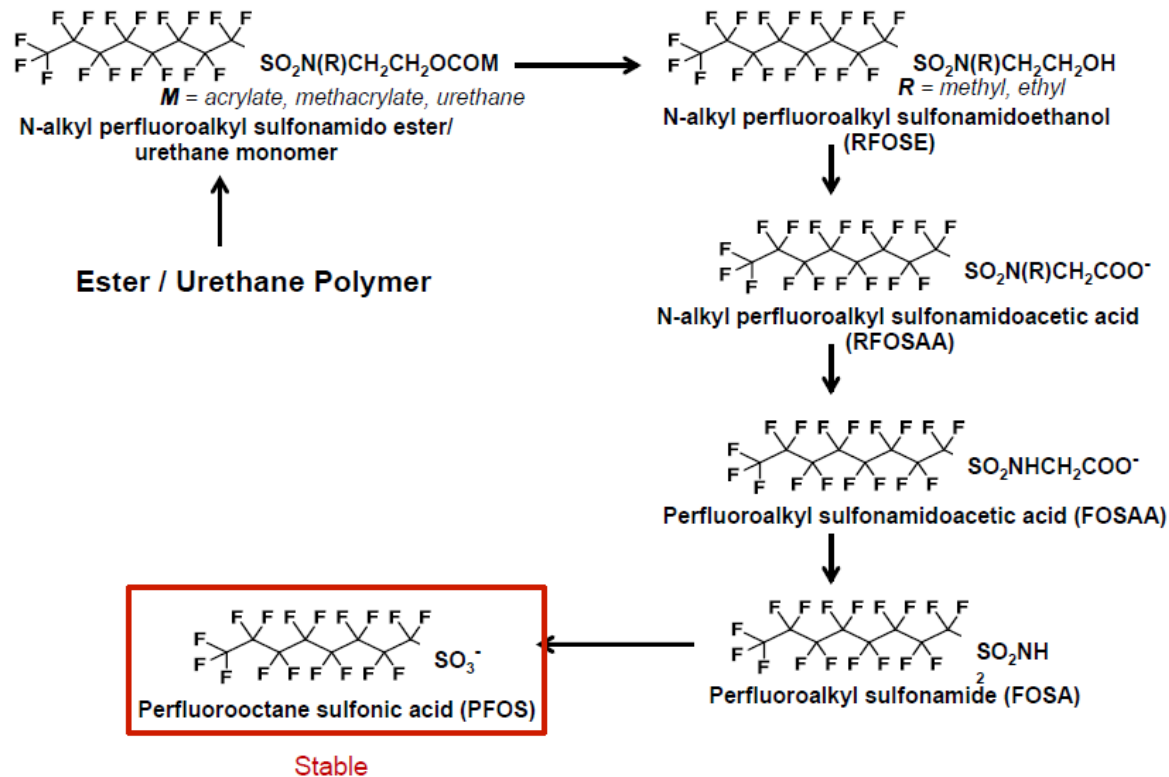 F F F F F F F F
F
F
F F F F F F F
SO2N(R)CH2CH2OCOM
M = acrylate, methacrylate, urethane
N-alkyl perfluoroalkyl sulfonamido ester/
urethane monomer
F F F F F F F F
F
F
F F F F F F F
SO2N(R)CH2CH2OH
R = methyl, ethyl
N-alkyl perfluoroalkyl sulfonamidoethanol
(RFOSE)
Ester / Urethane Polymer
F F F F F F F F
F
F
F F F F F F F
SO2N(R)CH2COO-
N-alkyl perfluoroalkyl sulfonamidoacetic acid
(RFOSAA)
F F F F F F F F
F
F
F F F F F F F
SO2NHCH2COO-
Perfluoroalkyl sulfonamidoacetic acid (FOSAA)
F F F F F F F F
F
F
F F F F F F F
SO2NH
2
Perfluoroalkyl sulfonamide (FOSA)
F F F F F F F F
F
F
F F F F F F F
SO3-
Perfluorooctane sulfonic acid (PFOS)
Stable